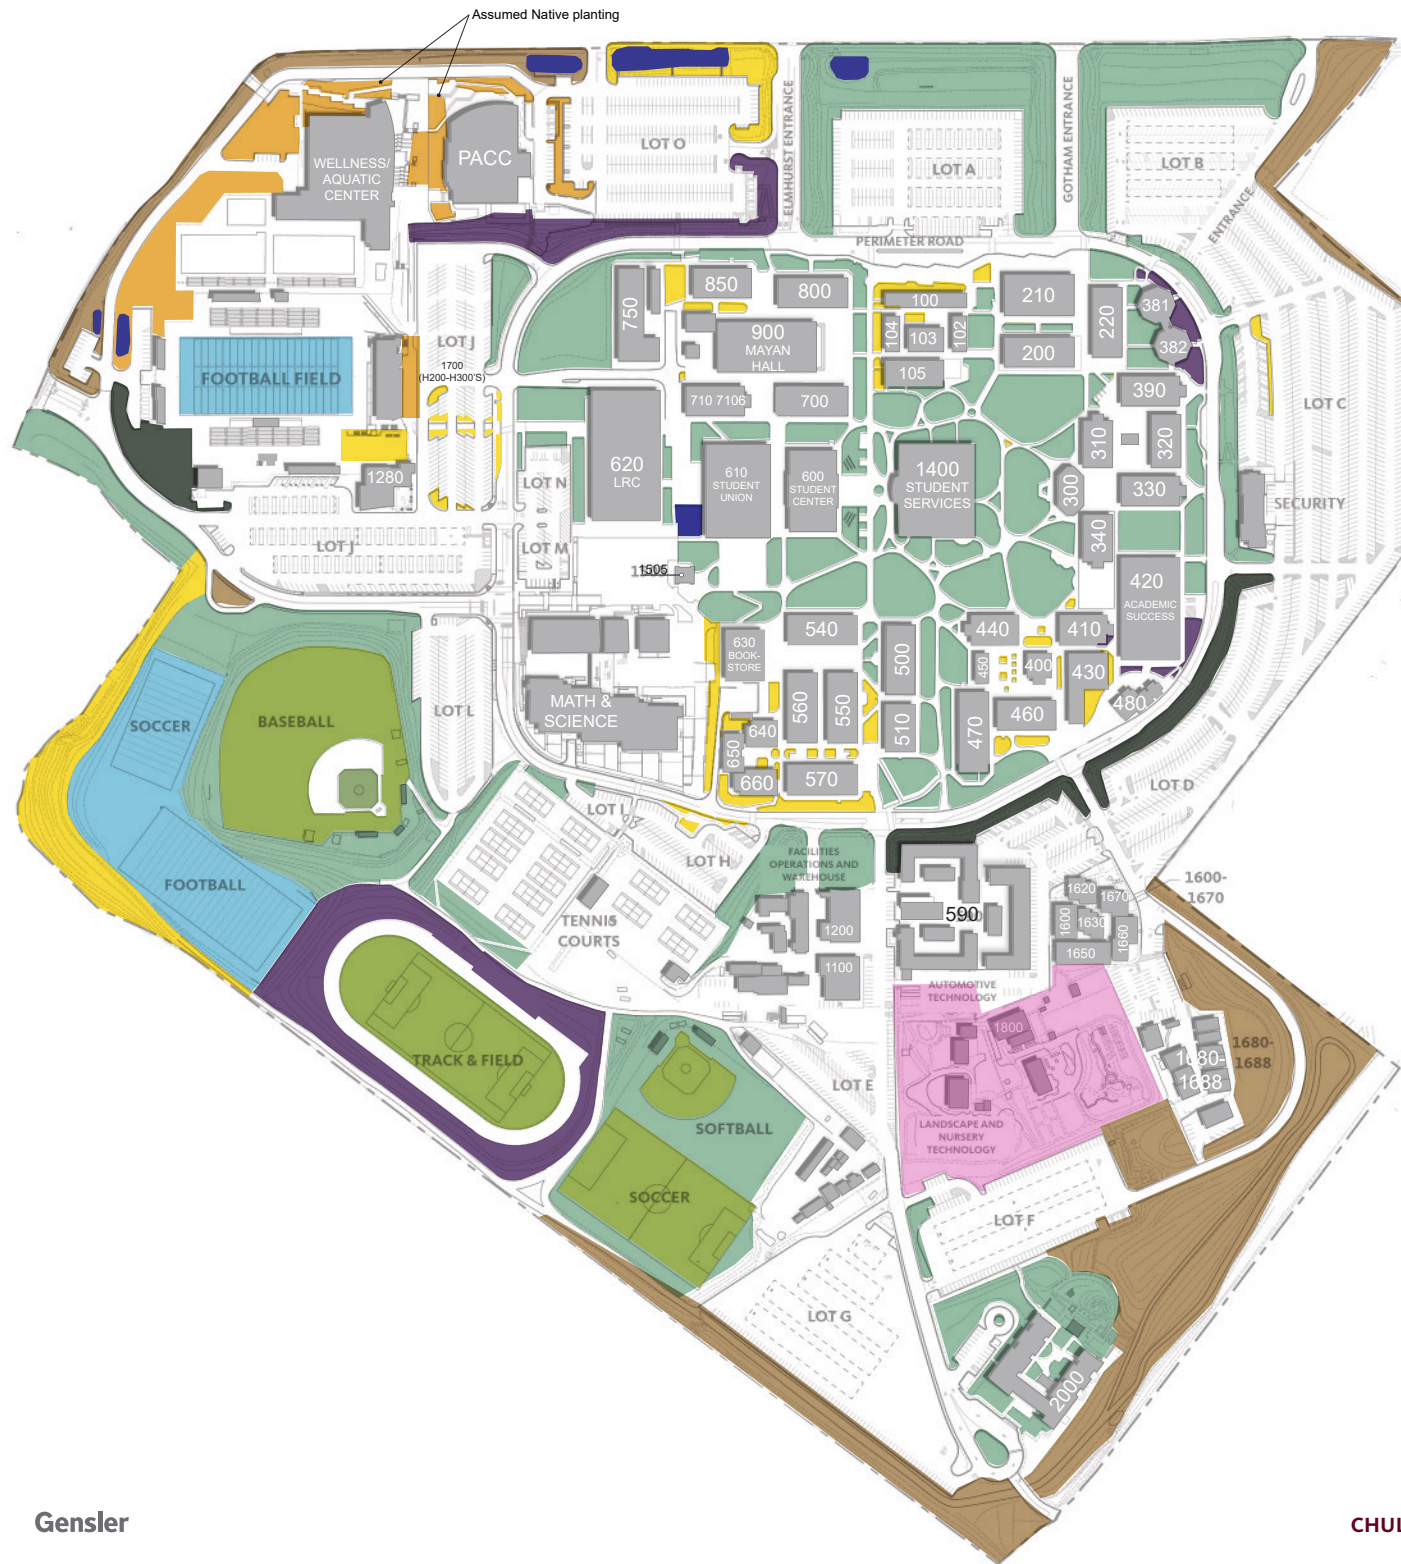 Assumed Native planting
WELLNESS/
AQUATIC
CENTER
PACC
LOT O
ELMHURST ENTRANCE
LOT A
GOTHAM ENTRANCE
LOT B
ENTRANCE
PERIMETER ROAD
750
850
800
100
104
103
102
105
210
200
220
381
382
900
MAYAN
HALL
LOT J
1700
(H200-H300'S)
FOOTBALL FIELD
710 7106
700
390
310
320
LOT C
620
LRC
610
STUDENT
UNION
600
STUDENT
CENTER
1400
STUDENT
SERVICES
300
330
340
SECURITY
1280
LOT N
LOT J
LOT M
1505
420
ACADEMIC
SUCCESS
540
630
BOOK-
STORE
500
440
410
450
400
430
480
SOCCER
BASEBALL
LOT L
MATH &
SCIENCE
560
550
510
470
460
640
650
660
570
LOT D
LOT I
LOT H
FACILITIES
OPERATIONS AND
WAREHOUSE
FOOTBALL
TENNIS
COURTS
1200
1100
590
AUTOMOTIVE
TECHNOLOGY
1600-
1670
1620
1670
1600
1630
1660
1650
1800
TRACK & FIELD
LOT E
1680-
1688
1680-
1688
SOFTBALL
LANDSCAPE AND
NURSERY
TECHNOLOGY
SOCCER
LOT F
LOT G
2000
Gensler
CHUL